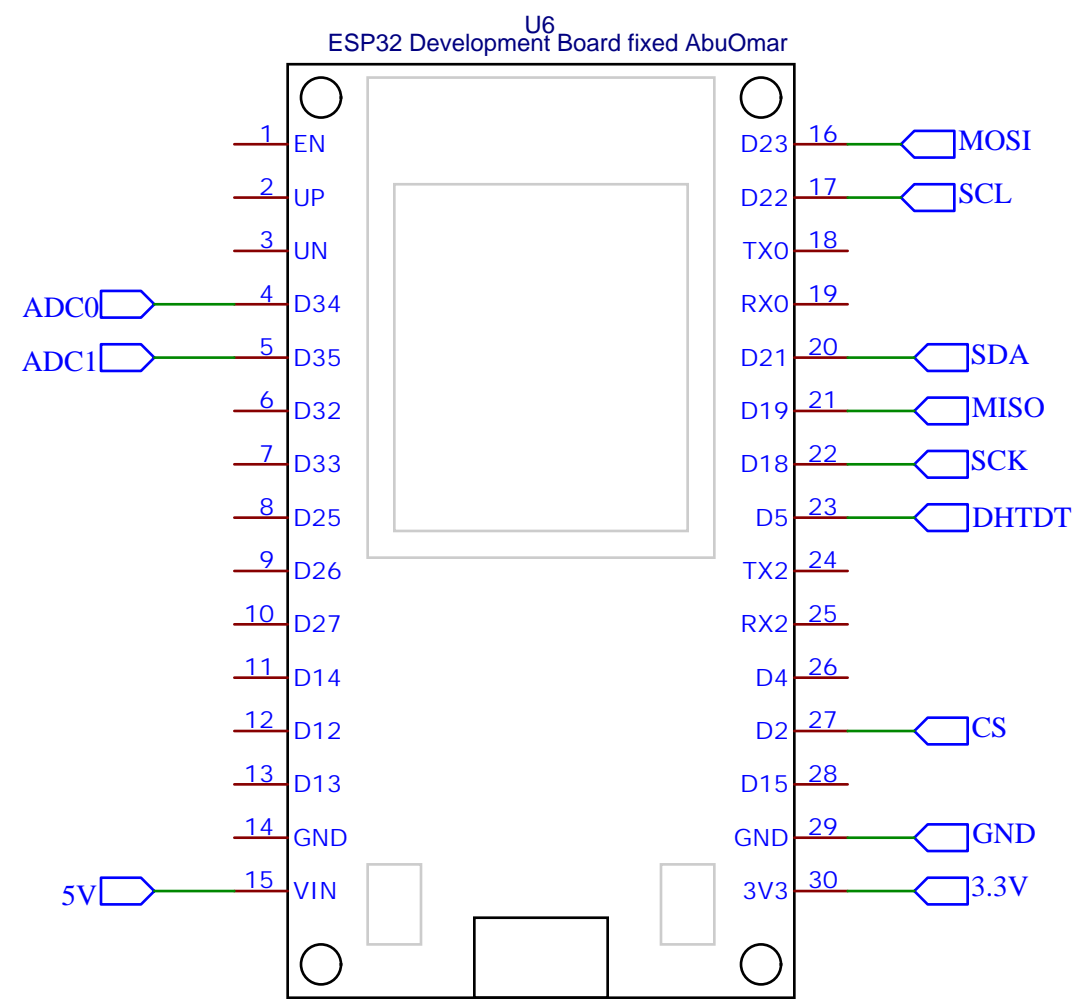 U6
ESP32 Development Board fixed AbuOmar
1 EN D23 16 MOSI
2 UP D22 17 SCL
3 UN TX0 18
ADC0 4 D34 RX0 19
ADC1 5 D35 D21 20 SDA
6 D32 D19 21 MISO
7 D33 D18 22 SCK
8 D25 D5 23 DHTDT
9 D26 TX2 24
10 D27 RX2 25
11 D14 D4 26
12 D12 D2 27 CS
13 D13 D15 28
14 GND GND 29 GND
5V 15 VIN 3V3 30 3.3V